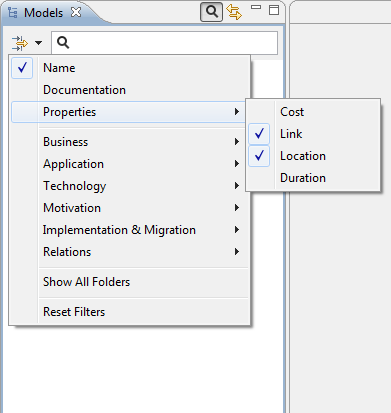 Models
Name
Documentation
Properties
Business
Application
Technology
Motivation
Implementation & Migration
Relations
Show All Folders
Reset Filters
Cost
Link
Location
Duration